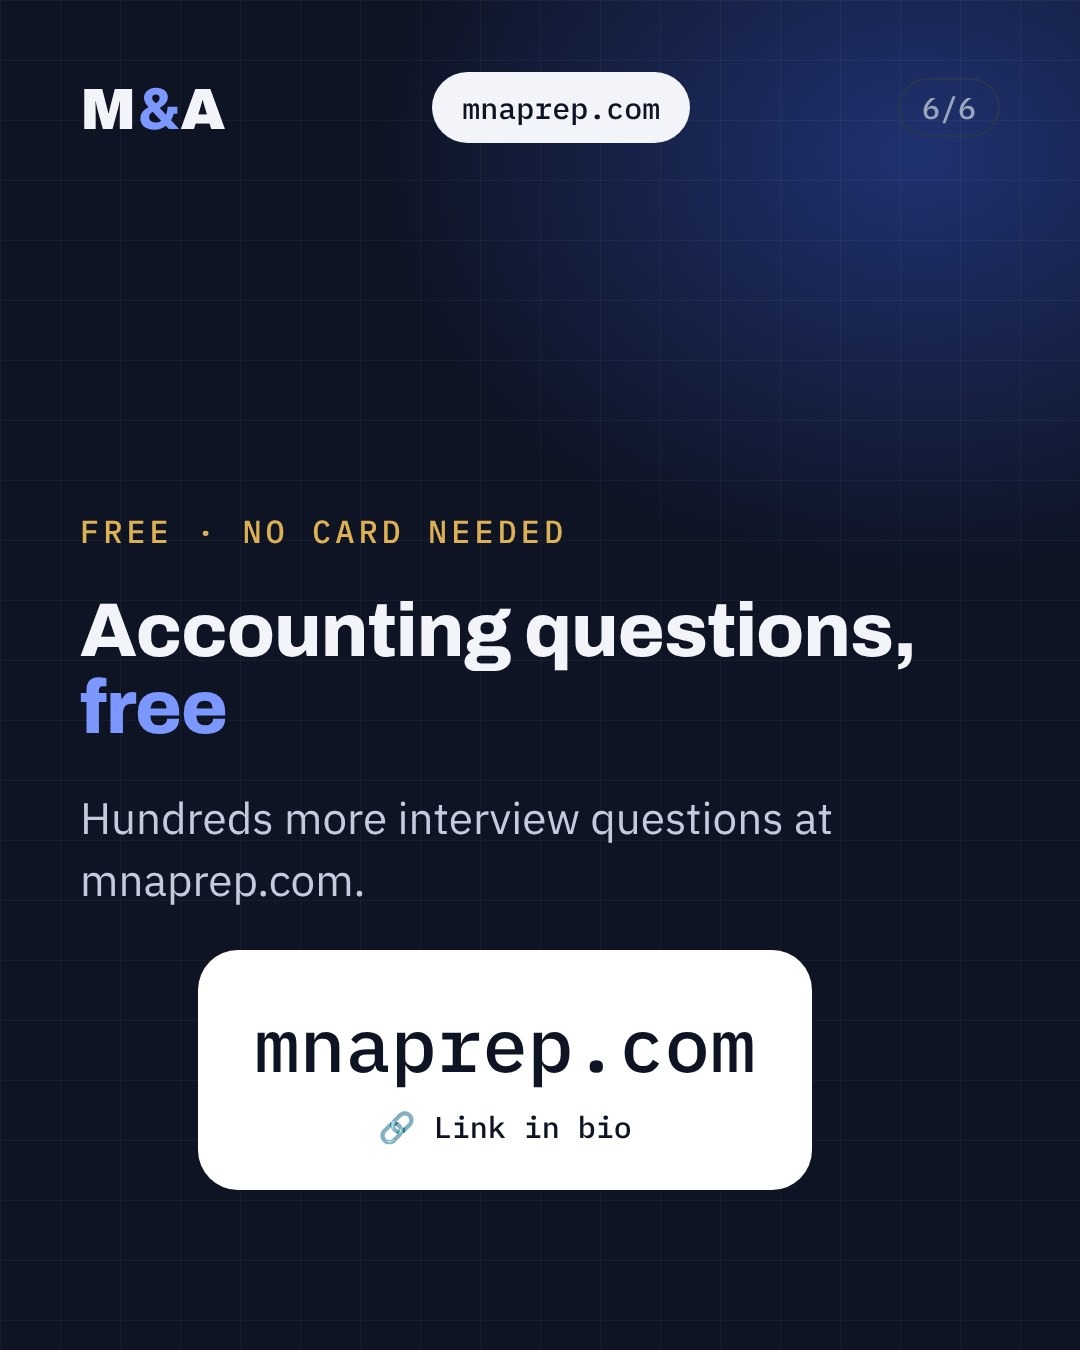 M&A
mnaprep.com
6/6
FREE · NO CARD NEEDED
Accounting questions,
free
Hundreds more interview questions at
mnaprep.com.
mnaprep.com
🔗 Link in bio